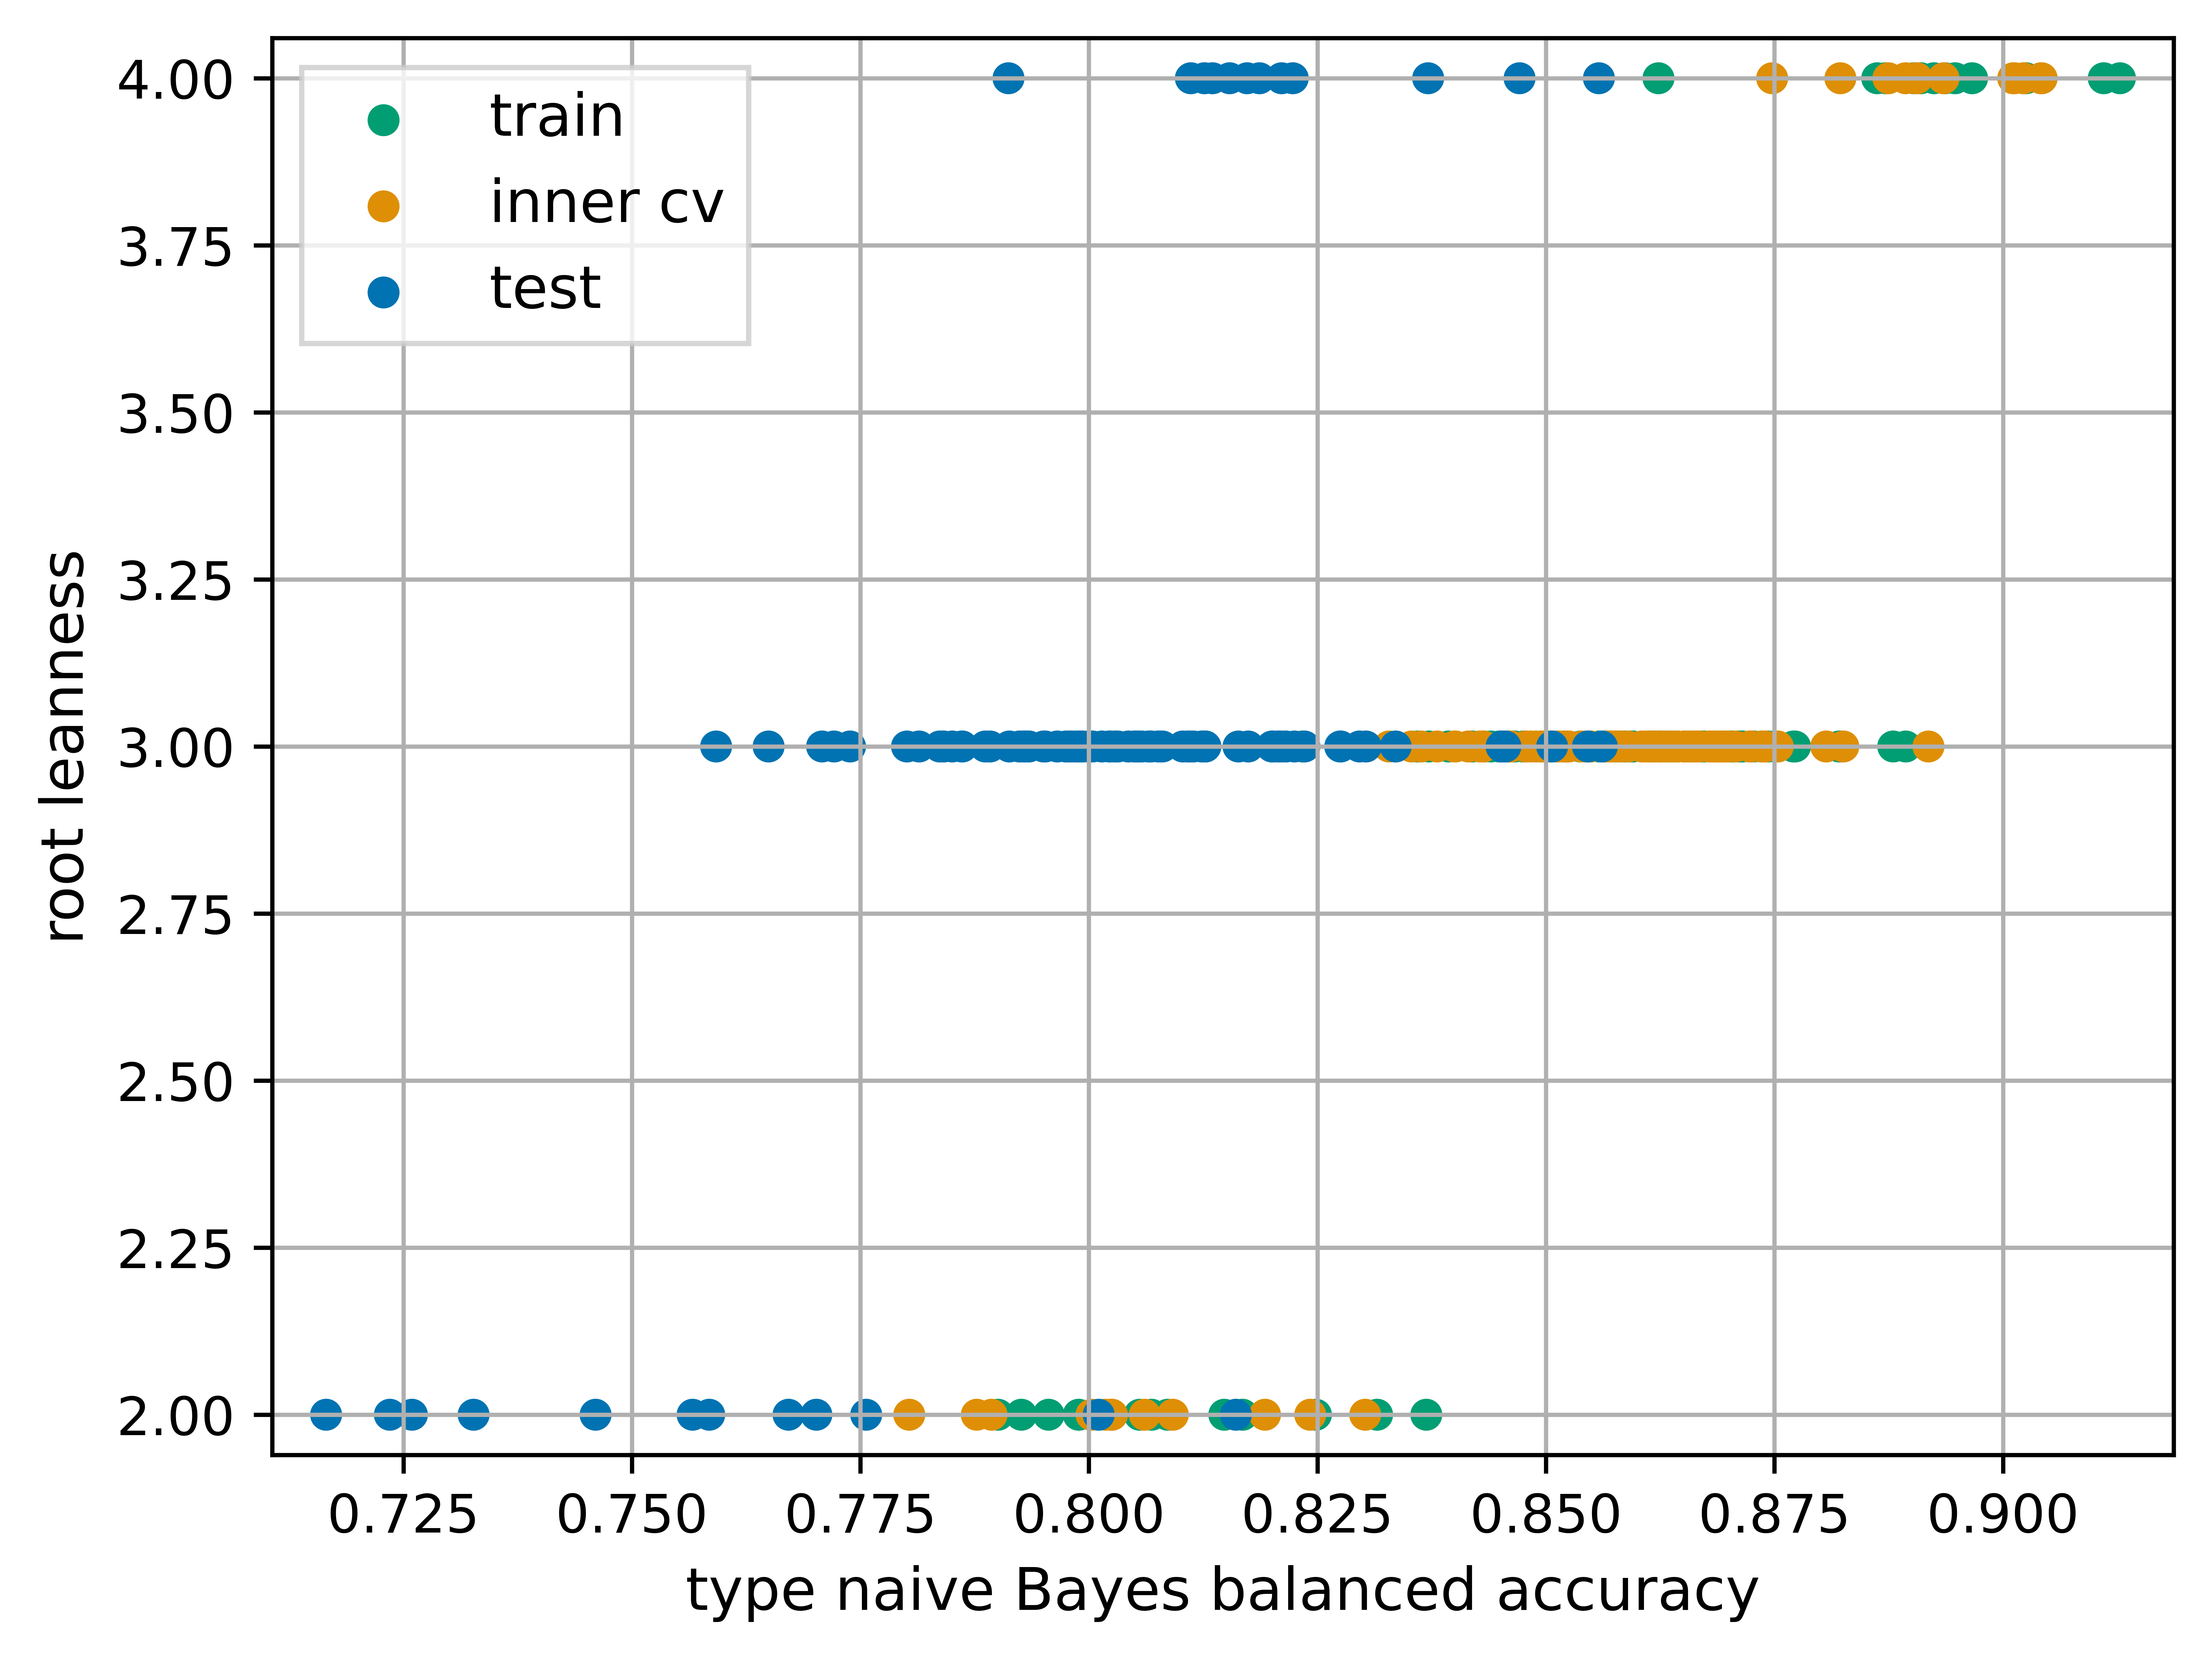 4.00
3.75
3.50
3.25
3.00
2.75
2.50
2.25
2.00
root leanness
train
inner cv
test
0.725 0.750 0.775 0.800 0.825 0.850 0.875 0.900
type naive Bayes balanced accuracy